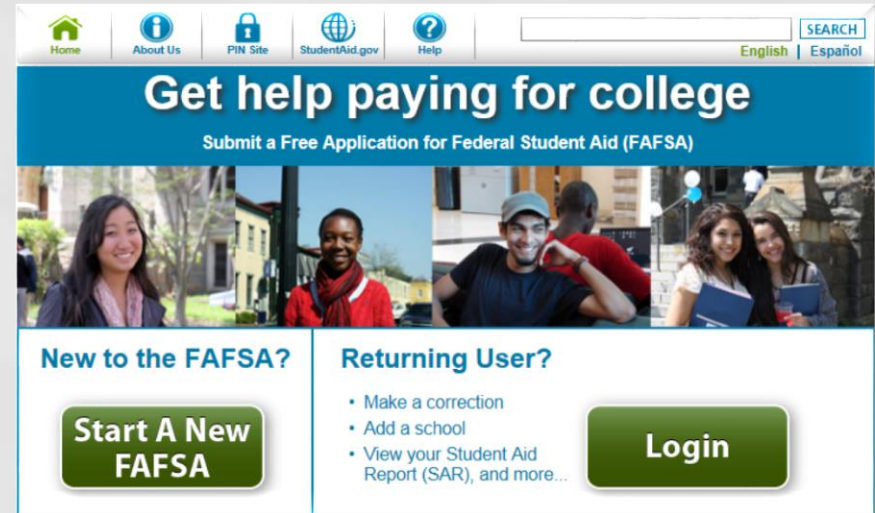 Home
About Us
PIN Site
StudentAid.gov
Help
SEARCH
English | Español
Get help paying for college
Submit a Free Application for Federal Student Aid (FAFSA)
New to the FAFSA?
Start A New
FAFSA
Returning User?
• Make a correction
• Add a school
• View your Student Aid
Report (SAR), and more...
Login